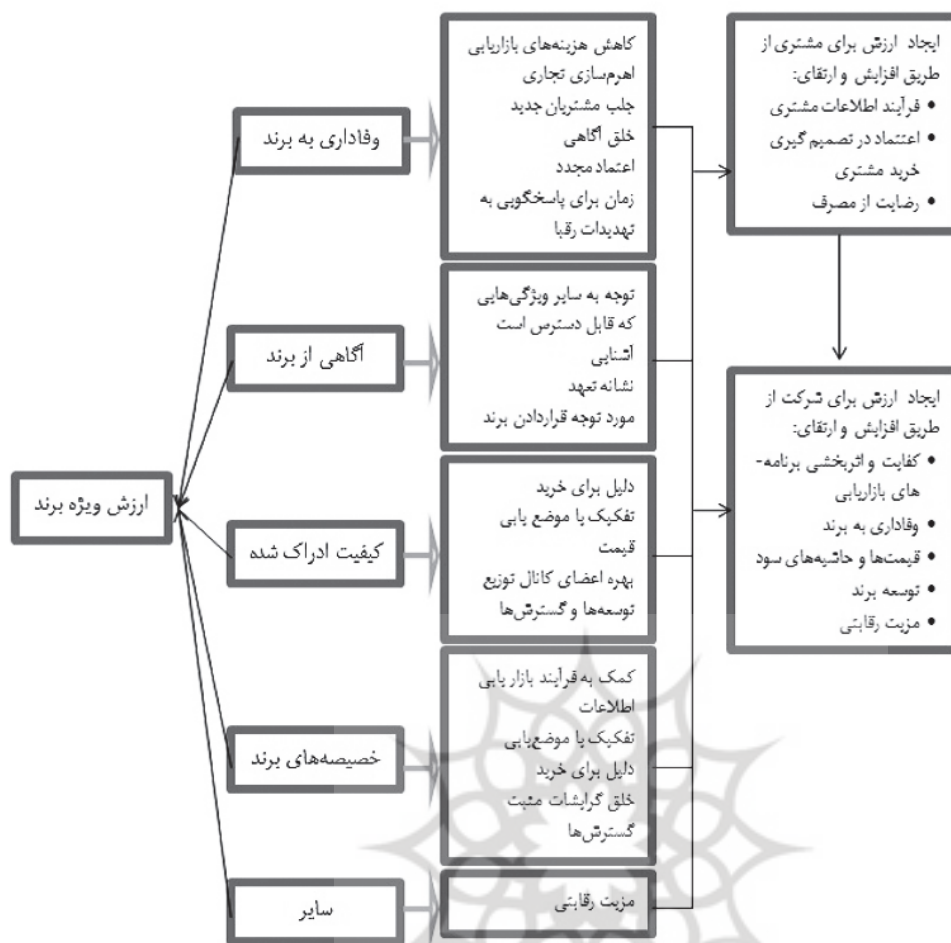 ارزش ویژه برند
وفاداری به برند
آگاهی از برند
کیفیت ادراک شده
خصیصه‌های برند
سایر
کاهش هزینه‌های بازاریابی
اهرم‌سازی تجاری
جلب مشتریان جدید
خلق آگاهی
اعتماد مجدد
زمان برای پاسخگویی به
تهدیدات رقبا
توجه به سایر ویژگی‌هایی
که قابل دسترس است
آشنایی
نشانه تعهد
مورد توجه قراردادن برند
دلیل برای خرید
تفکیک یا موضع یابی
قیمت
بهره اعضای کانال توزیع
توسعه‌ها و گسترش‌ها
کمک به فرآیند بازار یابی
اطلاعات
تفکیک یا موضع‌یابی
دلیل برای خرید
خلق گرایشات مثبت
گسترش‌ها
مزیت رقابتی
ایجاد ارزش برای مشتری از
طریق افزایش و ارتقای:
• فرآیند اطلاعات مشتری
• اعتماد در تصمیم گیری
خرید مشتری
• رضایت از مصرف
ایجاد ارزش برای شرکت از
طریق افزایش و ارتقای:
• کفایت و اثربخشی برنامه-
های بازاریابی
• وفاداری به برند
• قیمت‌ها و حاشیه‌های سود
• توسعه برند
• مزیت رقابتی